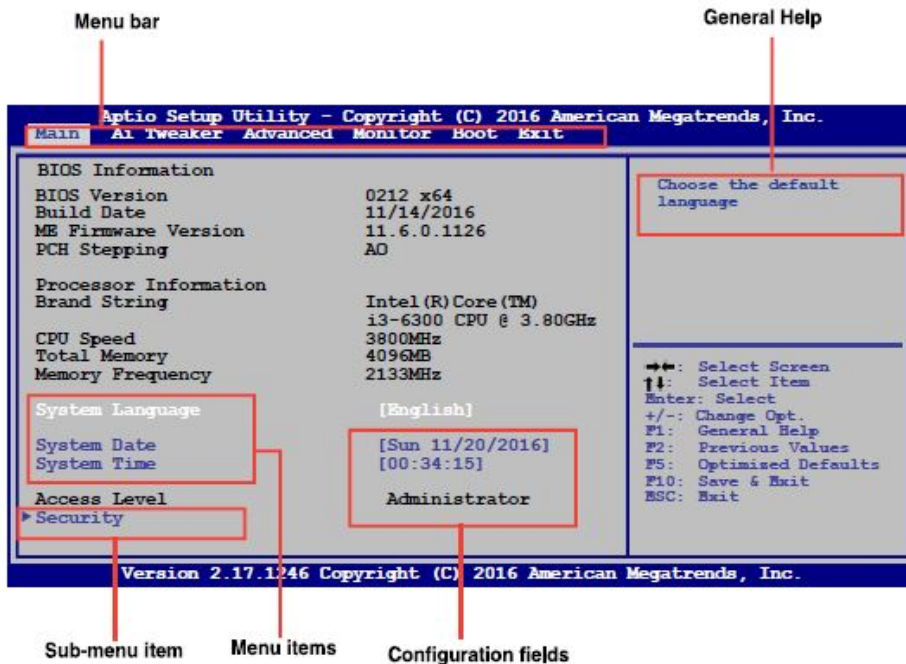 Menu bar
General Help
Aptio Setup Utility - Copyright (C) 2016 American Megatrends, Inc.
Main Ai Tweaker Advanced Monitor Boot Exit
BIOS Information
BIOS Version 0212 x64
Build Date 11/14/2016
ME Firmware Version 11.6.0.1126
PCH Stepping AO
Processor Information
Brand String Intel(R)Core(TM)
i3-6300 CPU @ 3.80GHz
CPU Speed 3800MHz
Total Memory 4096MB
Memory Frequency 2133MHz
System Language [English]
System Date [Sun 11/20/2016]
System Time [00:34:15]
Access Level Administrator
Security
Choose the default
language
→←: Select Screen
↑↓: Select Item
Enter: Select
+/-: Change Opt.
F1: General Help
F2: Previous Values
F5: Optimised Defaults
F10: Save & Exit
ESC: Exit
Version 2.17.1246 Copyright (C) 2016 American Megatrends, Inc.
Sub-menu item
Menu items
Configuration fields